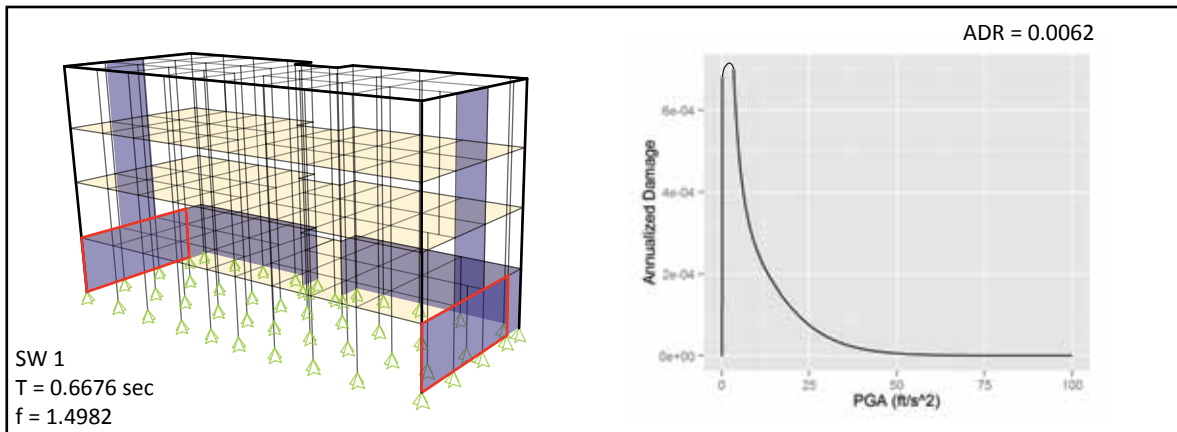 ADR = 0.0062
SW 1
T = 0.6676 sec
f = 1.4982
Annualized Damage
6e-04
4e-04
2e-04
0e+00
0
25
50
75
100
PGA (ft/s^2)